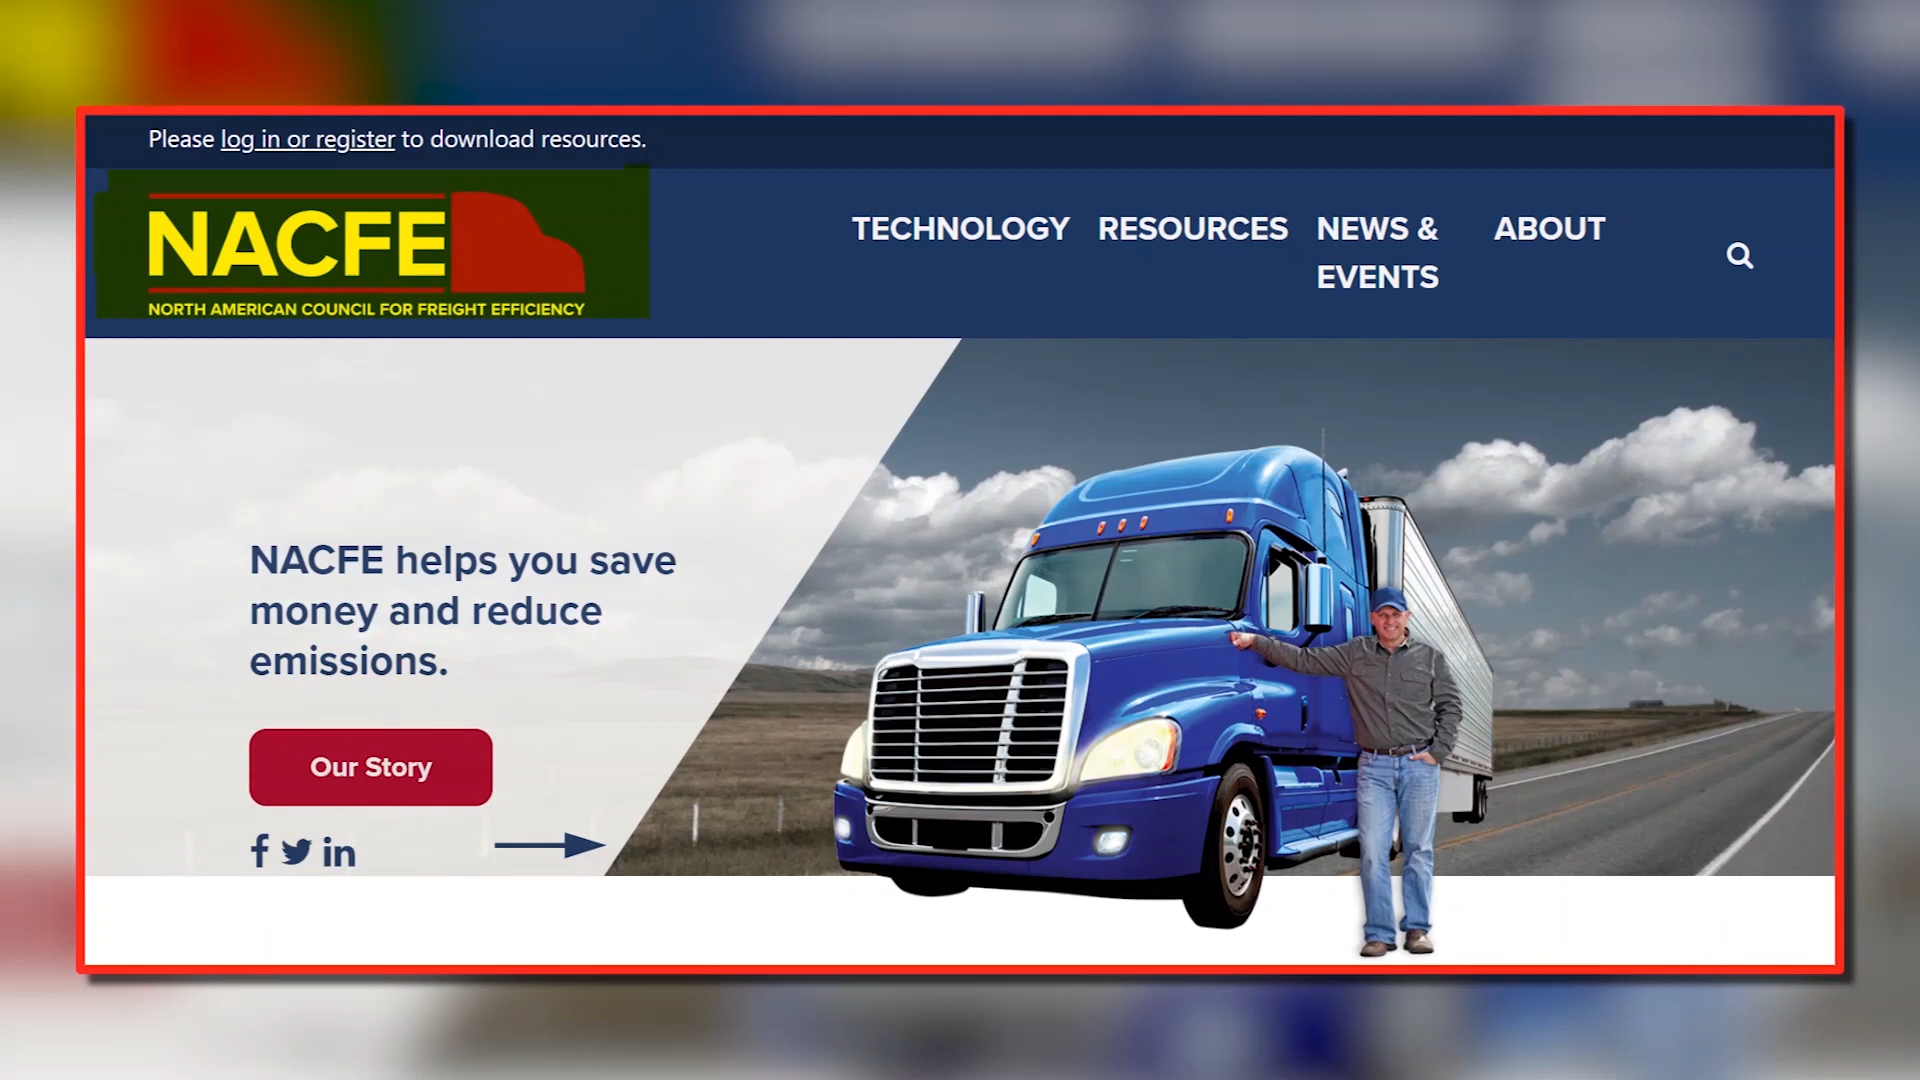 Please log in or register to download resources.
NACFE
NORTH AMERICAN COUNCIL FOR FREIGHT EFFICIENCY
TECHNOLOGY RESOURCES NEWS & EVENTS ABOUT
NACFE helps you save
money and reduce
emissions.
Our Story